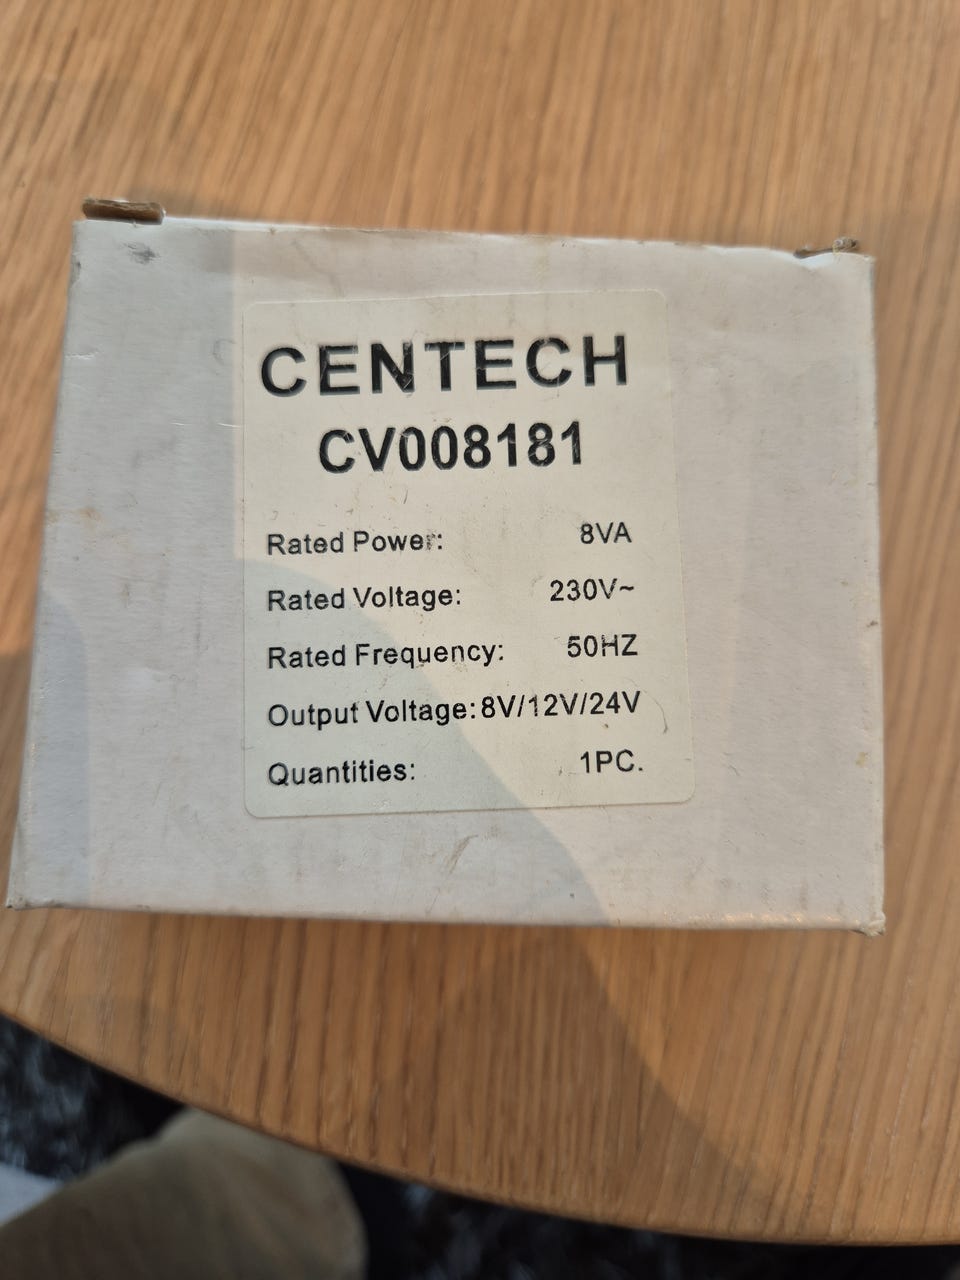 CENTECH
CV008181
Rated Power: 8VA
Rated Voltage: 230V~
Rated Frequency: 50HZ
Output Voltage:8V/12V/24V
Quantities: 1PC.